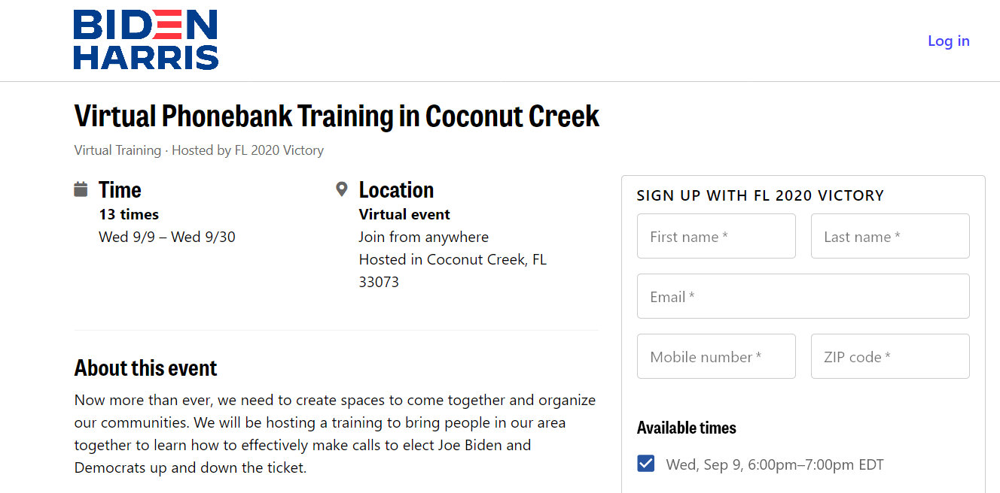 BIDEN
HARRIS
Log in
Virtual Phonebank Training in Coconut Creek
Virtual Training · Hosted by FL 2020 Victory
Time
13 times
Wed 9/9 – Wed 9/30
Location
Virtual event
Join from anywhere
Hosted in Coconut Creek, FL
33073
About this event
Now more than ever, we need to create spaces to come together and organize
our communities. We will be hosting a training to bring people in our area
together to learn how to effectively make calls to elect Joe Biden and
Democrats up and down the ticket.
SIGN UP WITH FL 2020 VICTORY
First name *
Last name *
Email *
Mobile number *
ZIP code *
Available times
Wed, Sep 9, 6:00pm–7:00pm EDT